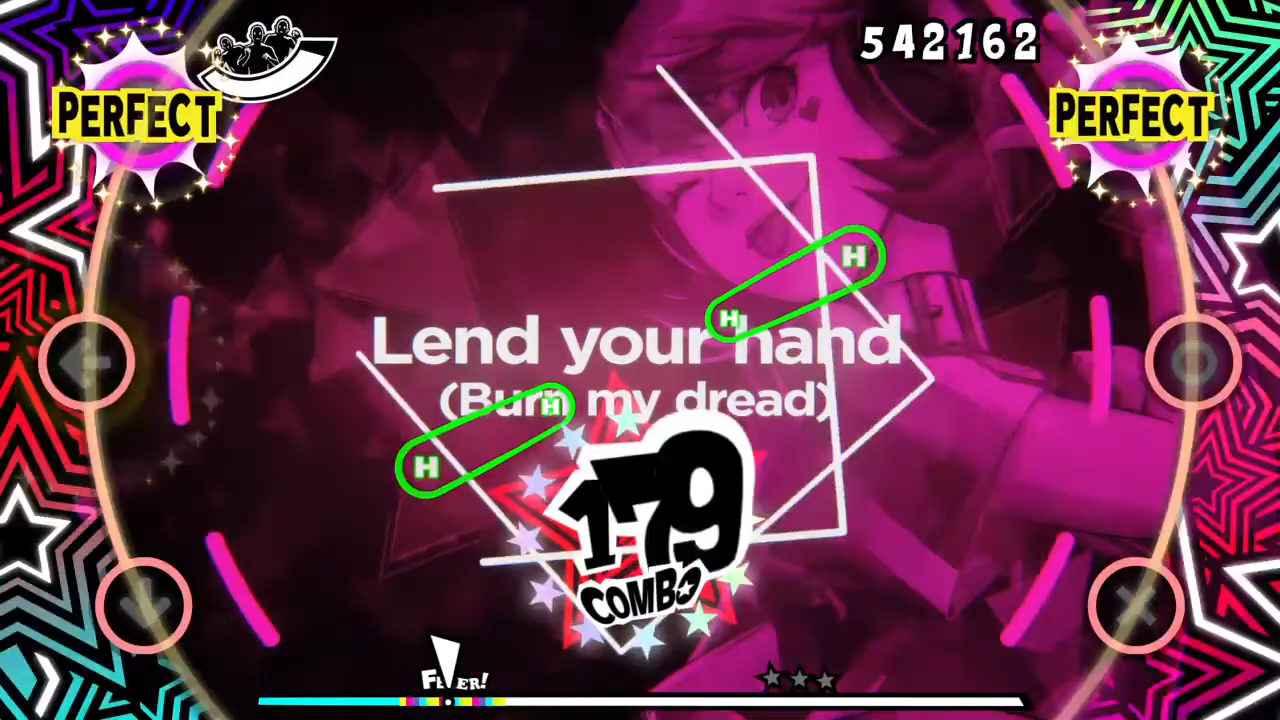 542162
PERFECT
PERFECT
H
H
Lend your hand
H
(Burn my dread)
H
179
COMBO
FEVER!